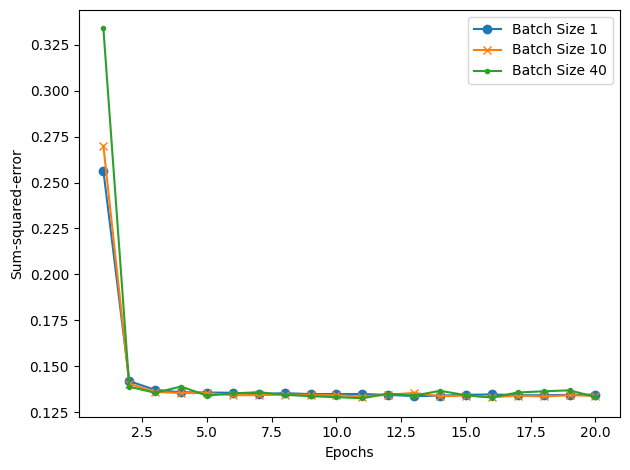 0.325
0.300
0.275
0.250
0.225
0.200
0.175
0.150
0.125
Sum-squared-error
Batch Size 1
Batch Size 10
Batch Size 40
2.5 5.0 7.5 10.0 12.5 15.0 17.5 20.0
Epochs